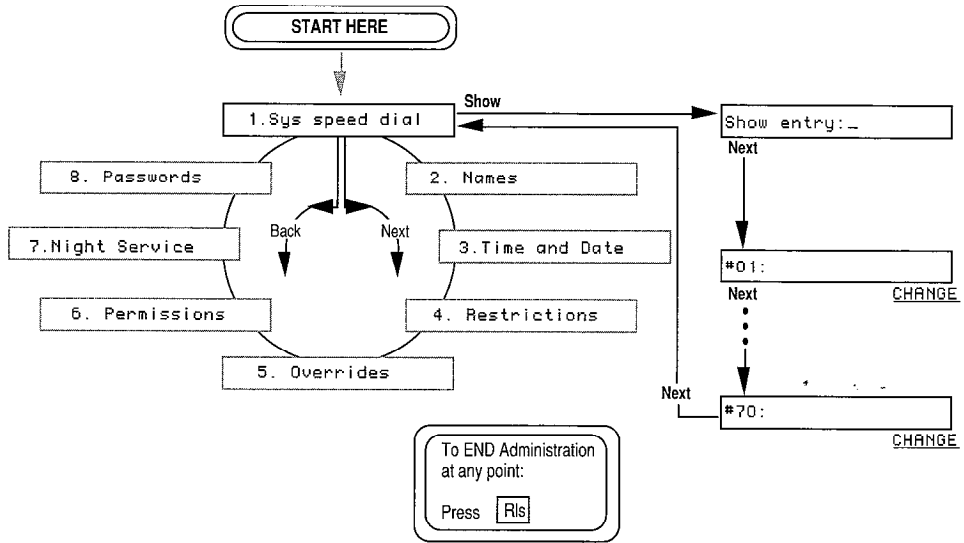 START HERE
1.Sys speed dial
Show
Show entry:_
Next
8. Passwords
2. Names
Back
Next
7.Night Service
3.Time and Date
#01:
Next
CHANGE
6. Permissions
4. Restrictions
5. Overrides
Next
#70:
CHANGE
To END Administration
at any point:
Press Rls